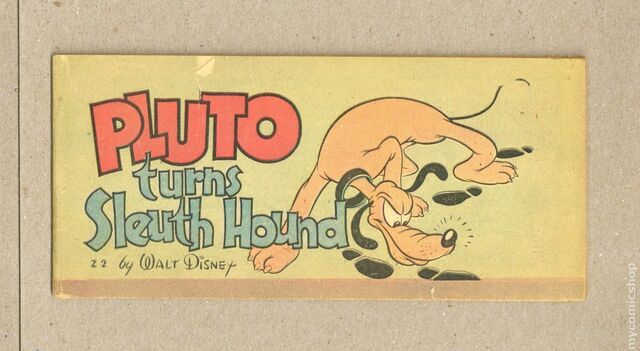 PLUTO
turns
Sleuth Hound
22 by WALT DISNEY
mycomicshop